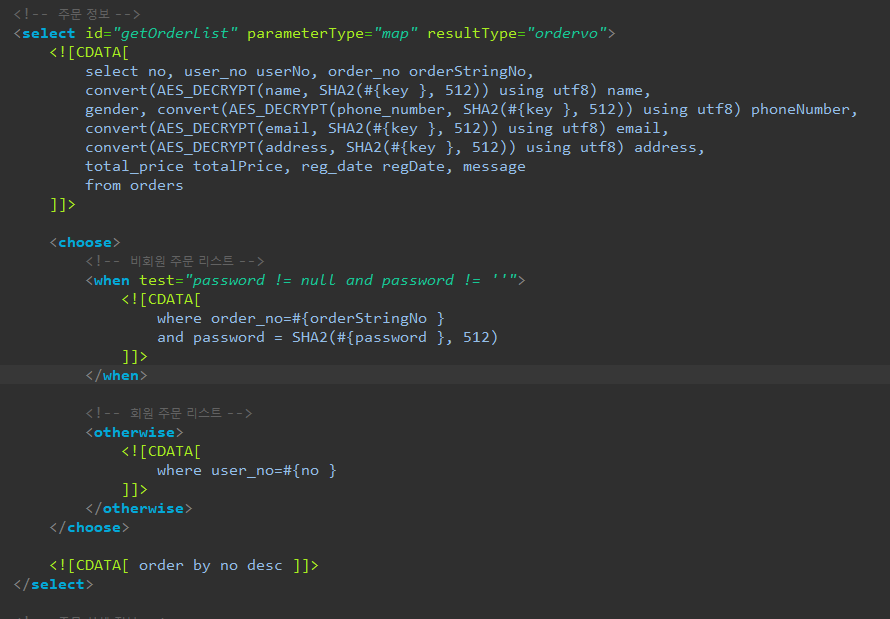 <!-- 주문 정보 -->
<select id="getOrderList" parameterType="map" resultType="ordervo">
<![CDATA[
select no, user_no userNo, order_no orderStringNo,
convert(AES_DECRYPT(name, SHA2(#{key }, 512)) using utf8) name,
gender, convert(AES_DECRYPT(phone_number, SHA2(#{key }, 512)) using utf8) phoneNumber,
convert(AES_DECRYPT(email, SHA2(#{key }, 512)) using utf8) email,
convert(AES_DECRYPT(address, SHA2(#{key }, 512)) using utf8) address,
total_price totalPrice, reg_date regDate, message
from orders
]]>
<choose>
<!-- 비회원 주문 리스트 -->
<when test="password != null and password != ''">
<![CDATA[
where order_no=#{orderStringNo }
and password = SHA2(#{password }, 512)
]]>
</when>
<!-- 회원 주문 리스트 -->
<otherwise>
<![CDATA[
where user_no=#{no }
]]>
</otherwise>
</choose>
<![CDATA[ order by no desc ]]>
</select>